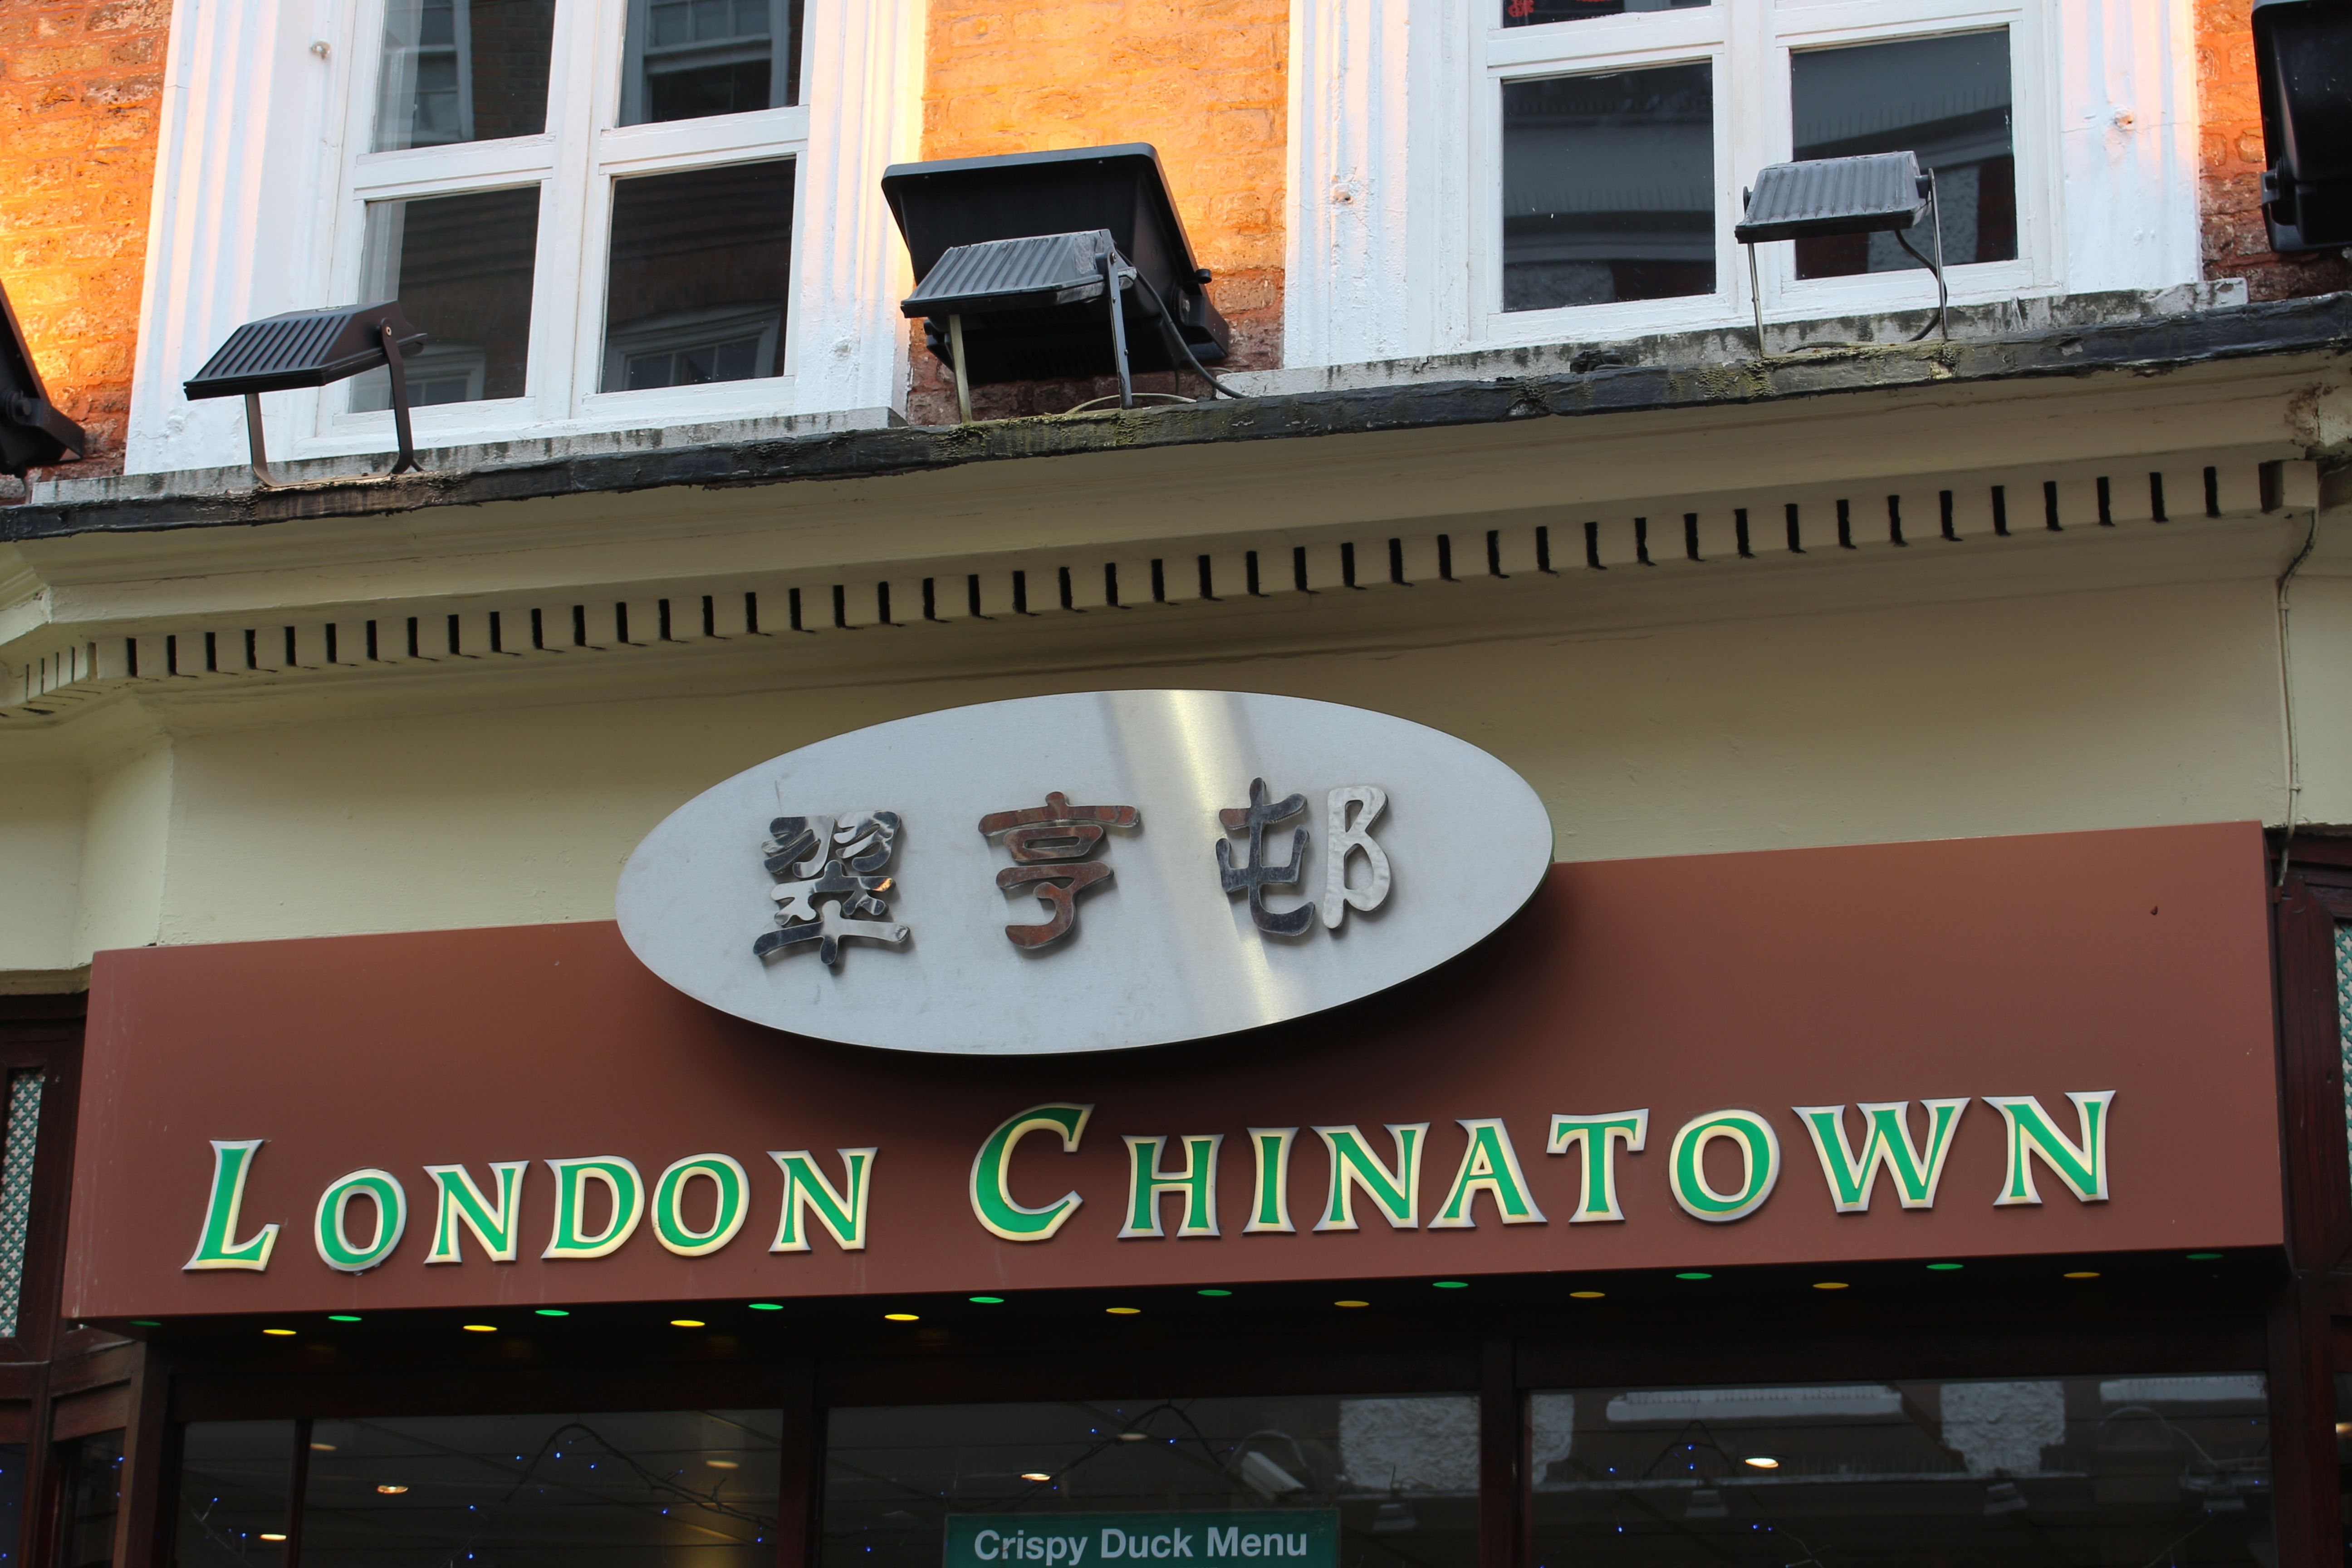 翠亨邨
LONDON CHINATOWN
Crispy Duck Menu